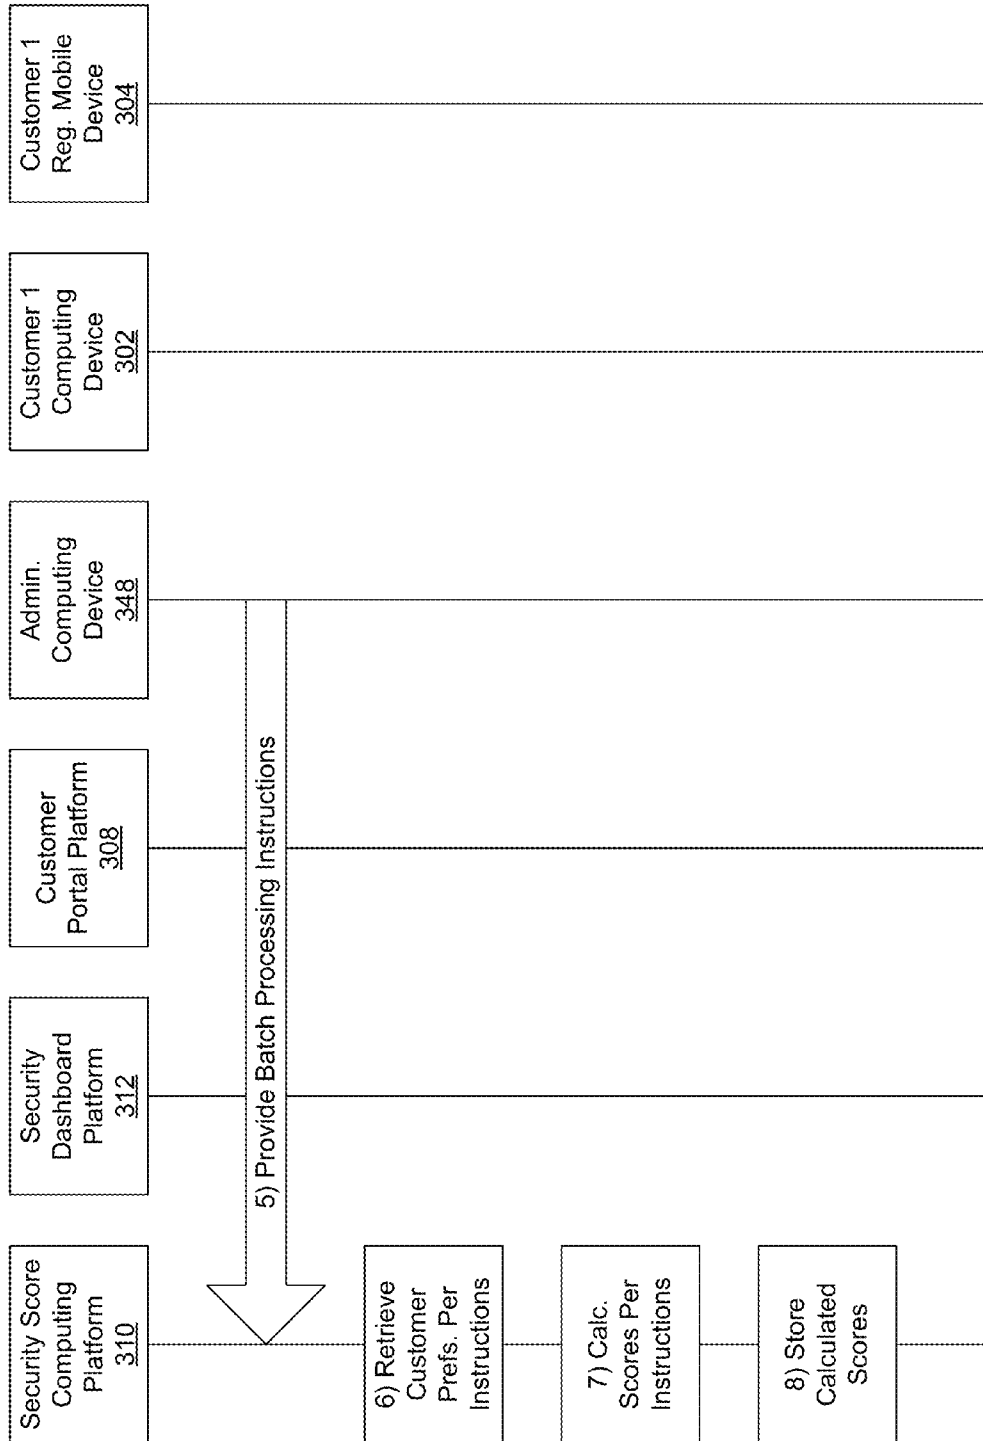 Security Score
Computing
Platform
310
Security
Dashboard
Platform
312
Customer
Portal Platform
308
Admin.
Computing
Device
348
Customer 1
Computing
Device
302
Customer 1
Reg. Mobile
Device
304
5) Provide Batch Processing Instructions
6) Retrieve
Customer
Prefs. Per
Instructions
7) Calc.
Scores Per
Instructions
8) Store
Calculated
Scores